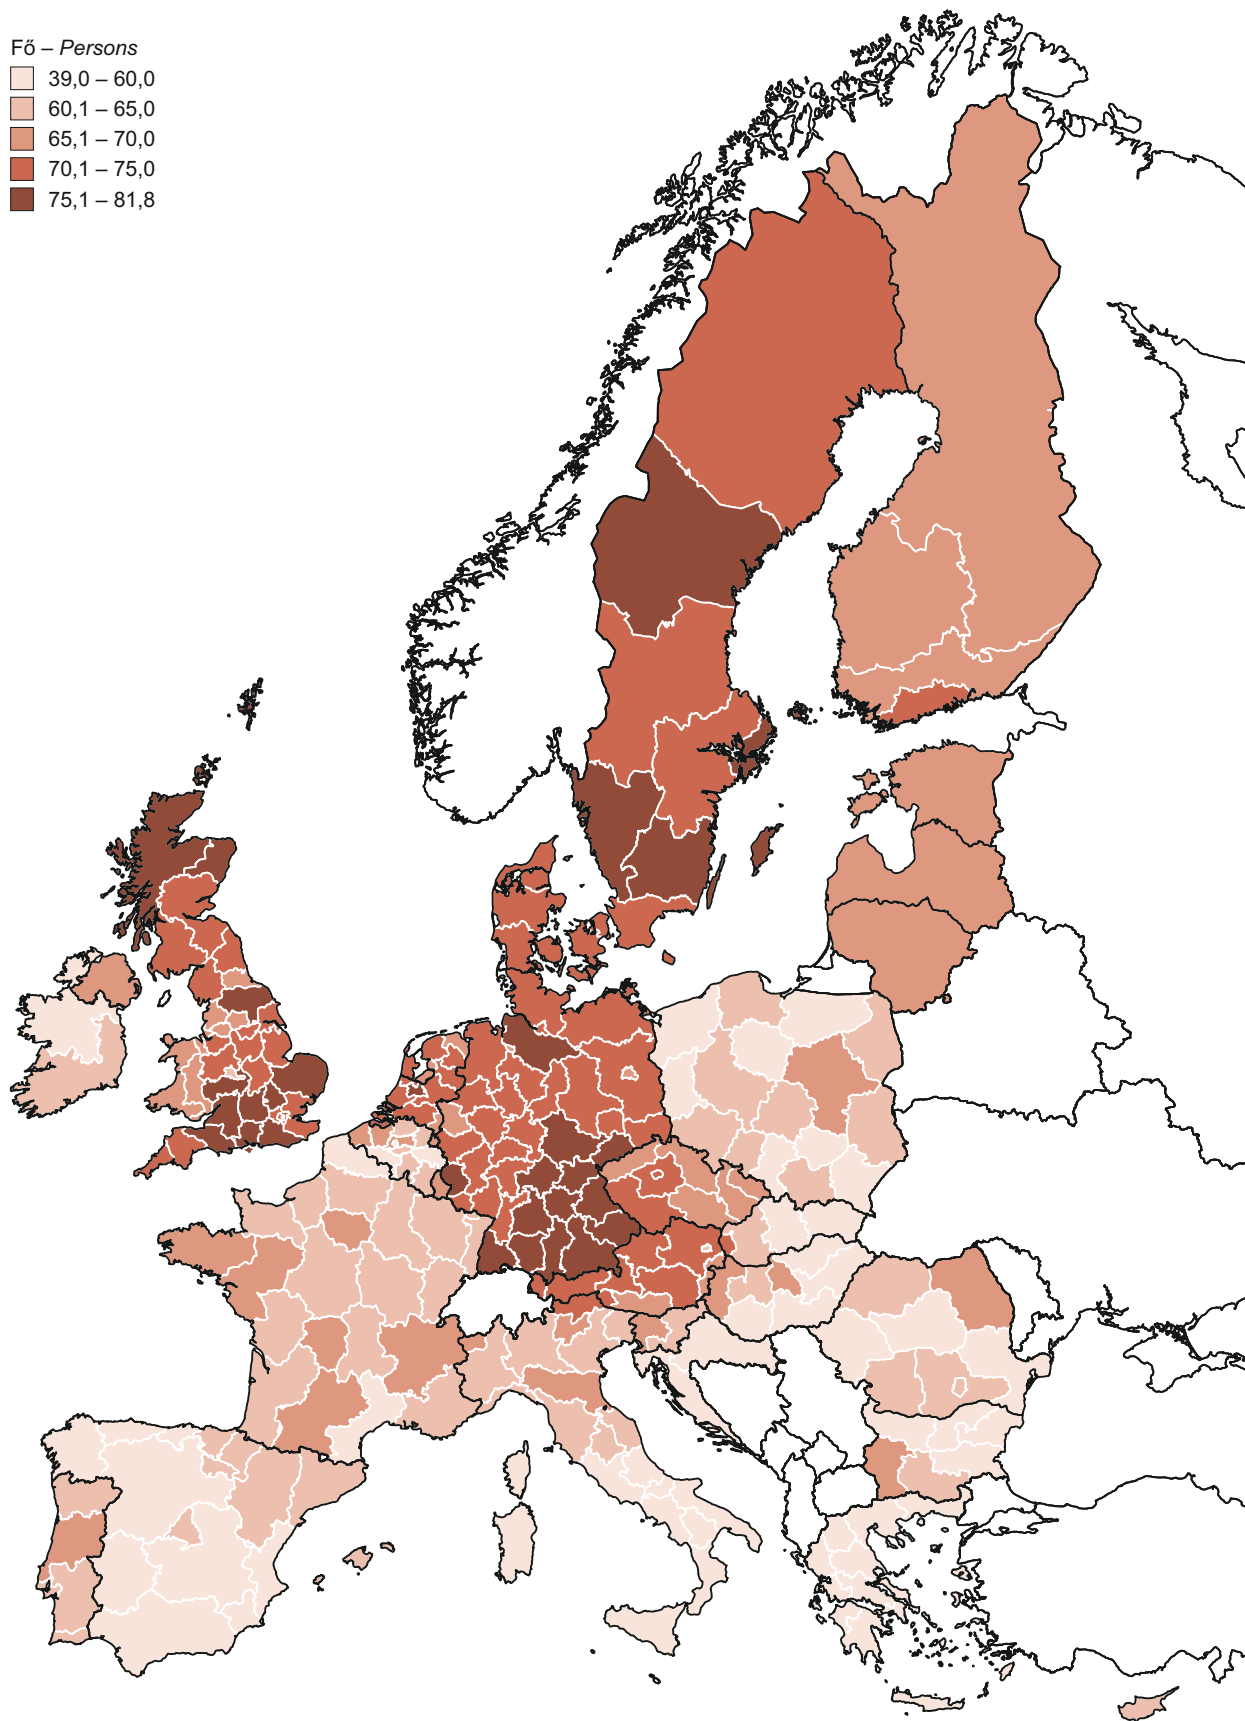 Fő – Persons
39,0 – 60,0
60,1 – 65,0
65,1 – 70,0
70,1 – 75,0
75,1 – 81,8